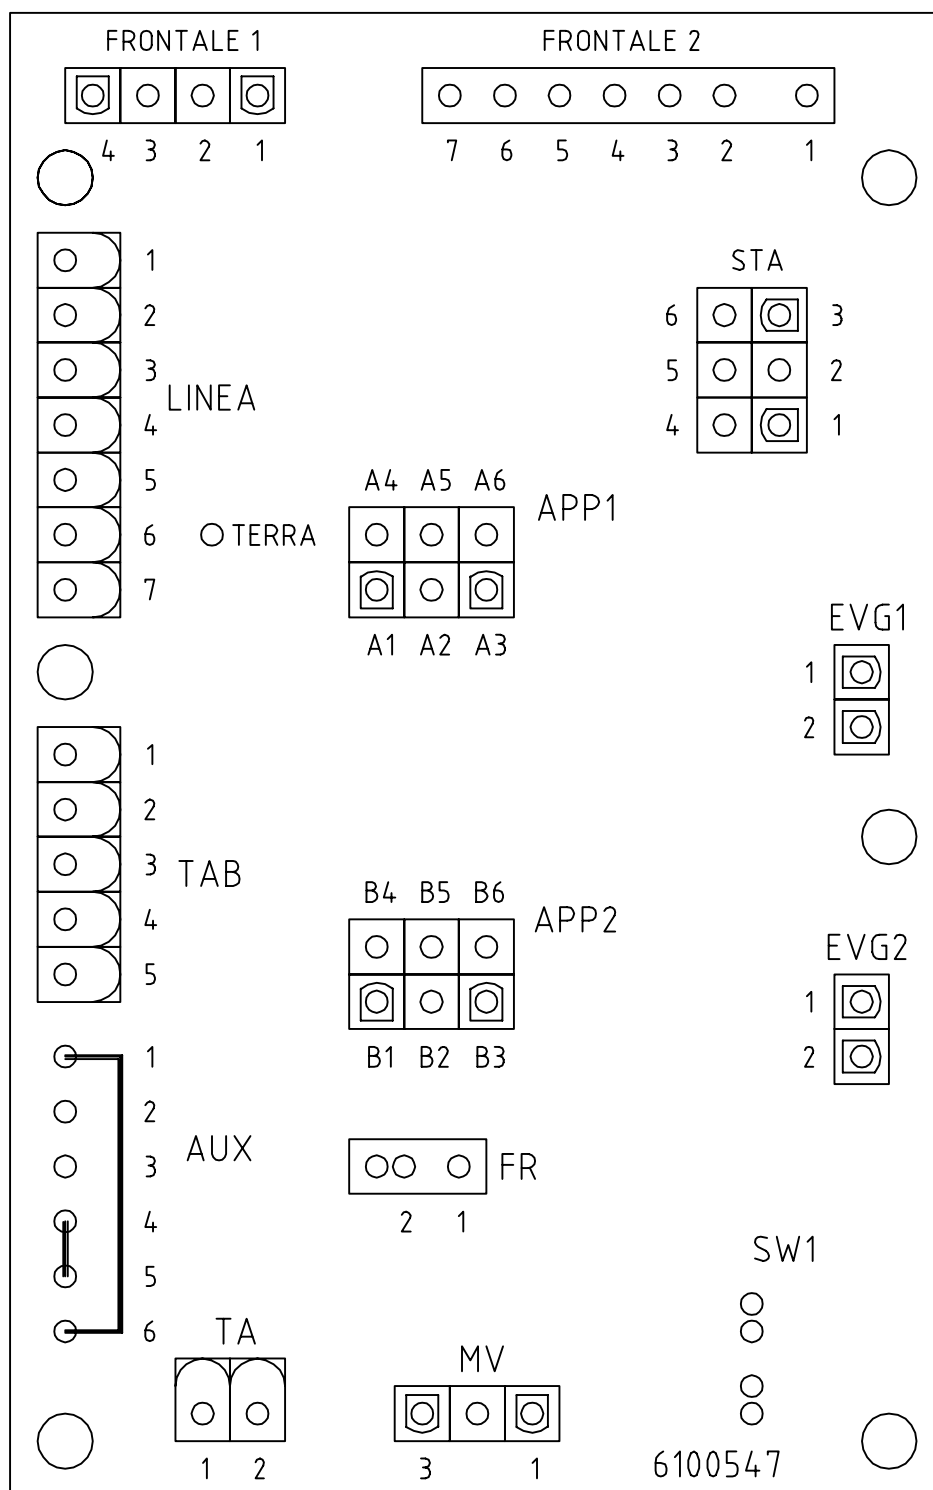 FRONTALE 1
FRONTALE 2
4 3 2 1
7 6 5 4 3 2 1
1
2
3
4
5
6
7
LINEA
TERRA
STA
6 3
5 2
4 1
A4 A5 A6
APP1
A1 A2 A3
EVG1
1
2
1
2
3
4
5
TAB
B4 B5 B6
APP2
B1 B2 B3
EVG2
1
2
1
2
3
4
5
6
AUX
FR
2 1
SW1
TA
1 2
MV
3 1
6100547